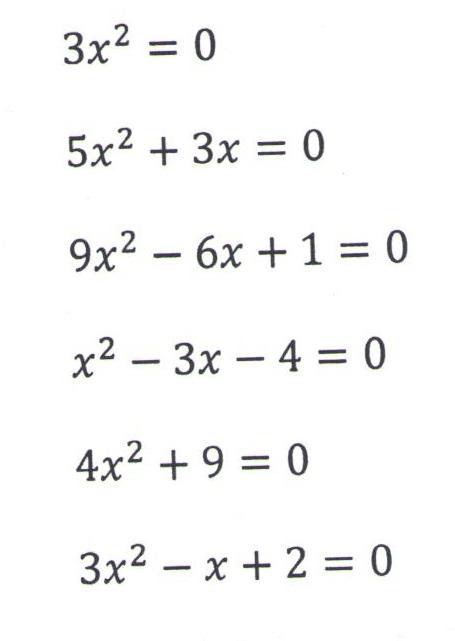 3x² = 0
5x² + 3x = 0
9x² − 6x + 1 = 0
x² − 3x − 4 = 0
4x² + 9 = 0
3x² − x + 2 = 0